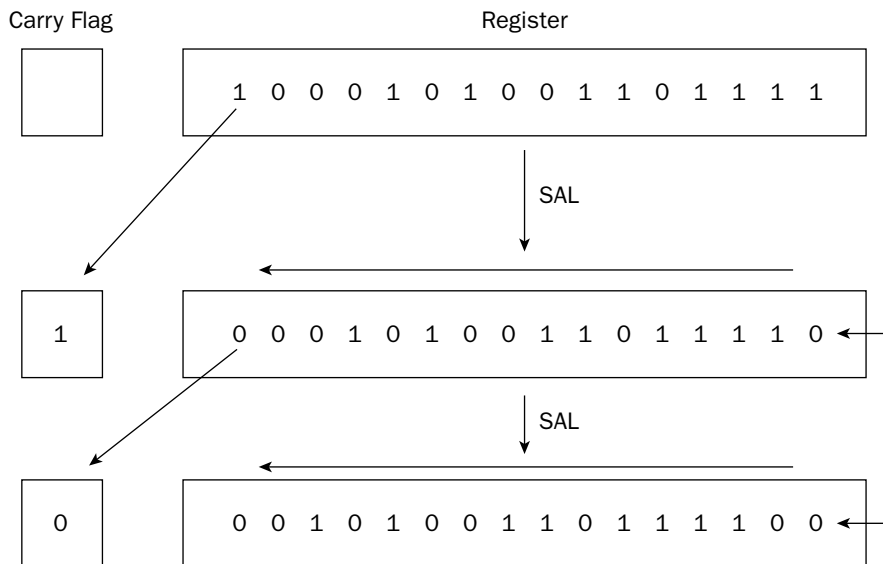 Carry Flag Register
1 0 0 0 1 0 1 0 0 1 1 0 1 1 1 1
SAL
1 0 0 0 1 0 1 0 0 1 1 0 1 1 1 1 0
SAL
0 0 0 1 0 1 0 0 1 1 0 1 1 1 1 0 0